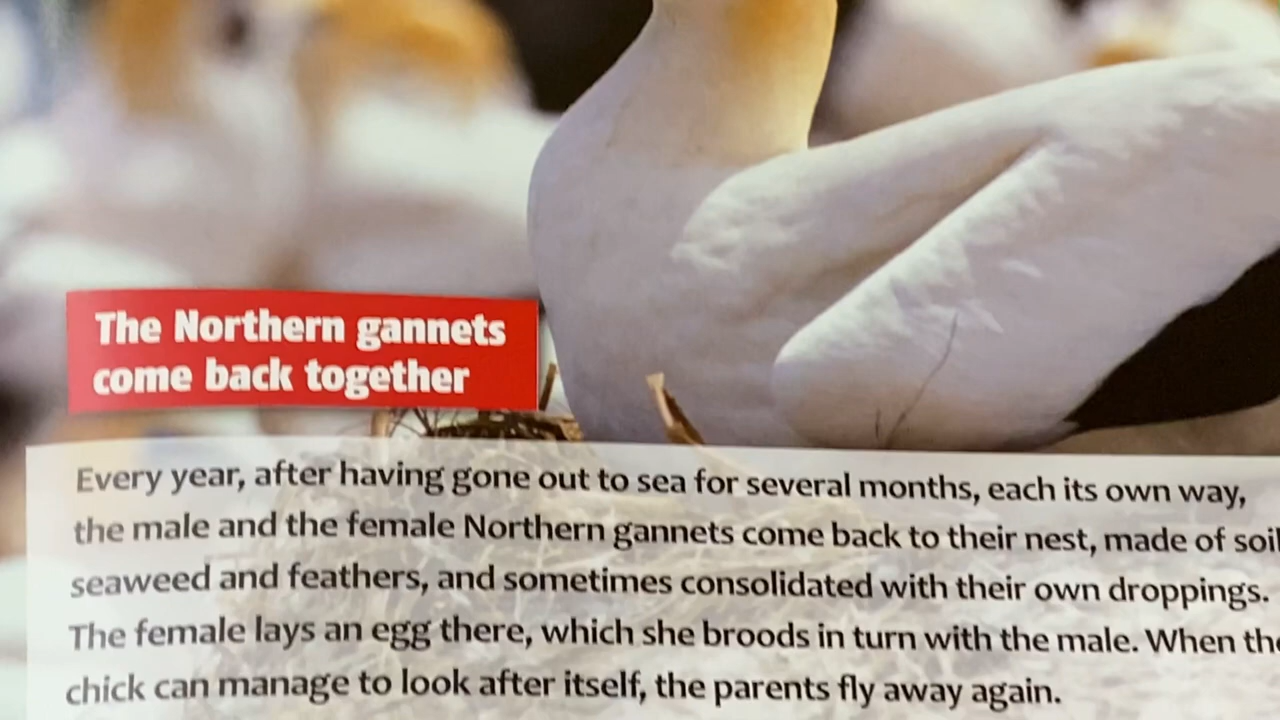 The Northern gannets
come back together
Every year, after having gone out to sea for several months, each its own way,
the male and the female Northern gannets come back to their nest, made of soil
seaweed and feathers, and sometimes consolidated with their own droppings.
The female lays an egg there, which she broods in turn with the male. When the
chick can manage to look after itself, the parents fly away again.